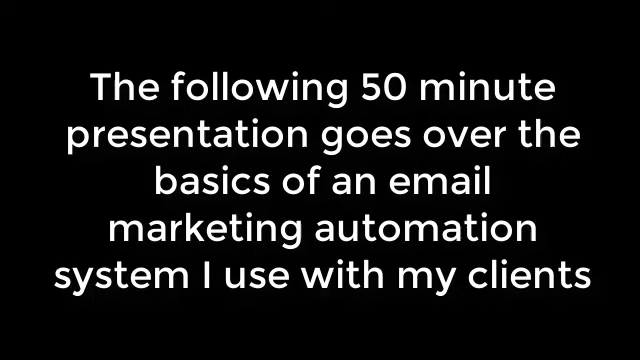 The following 50 minute
presentation goes over the
basics of an email
marketing automation
system I use with my clients